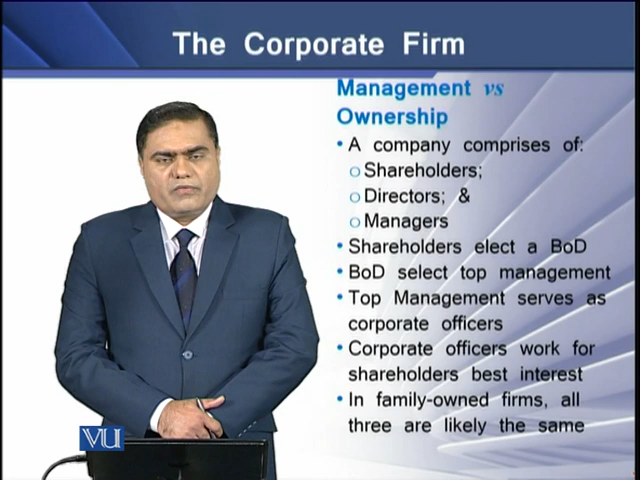 The Corporate Firm
Management vs
Ownership
• A company comprises of:
o Shareholders;
o Directors; &
o Managers
• Shareholders elect a BoD
• BoD select top management
• Top Management serves as
corporate officers
• Corporate officers work for
shareholders best interest
• In family-owned firms, all
three are likely the same
VU